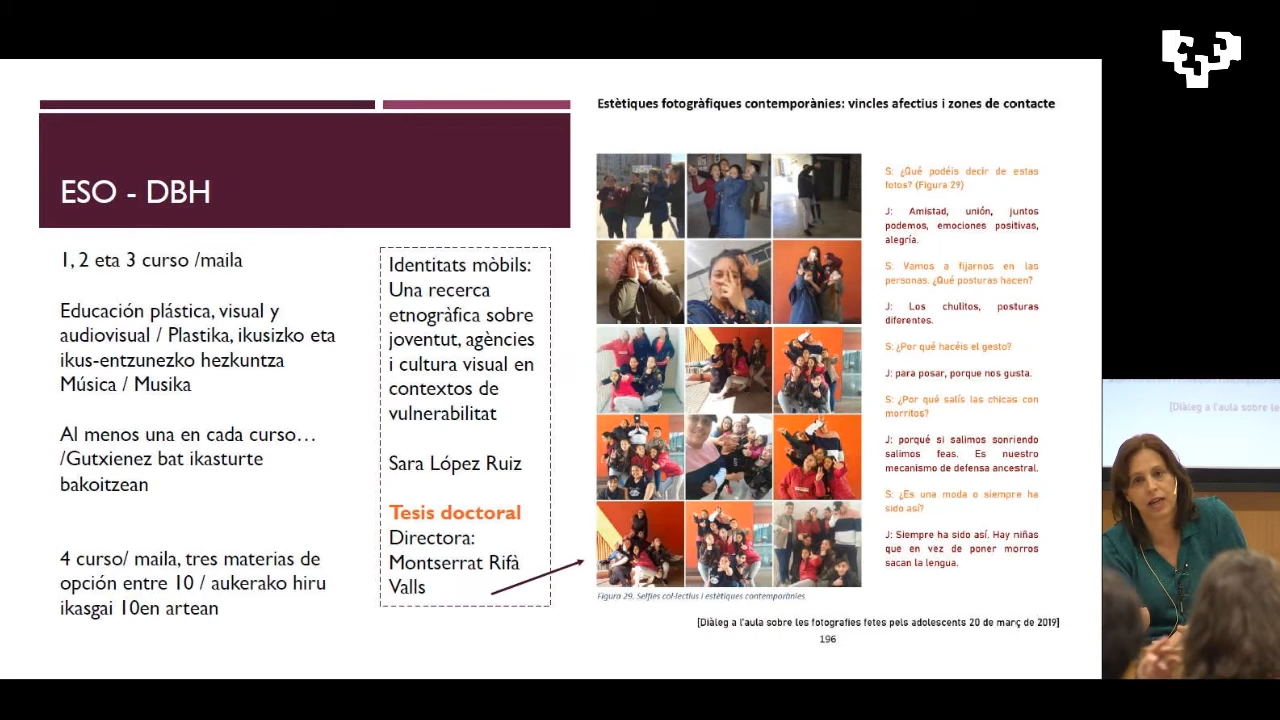 ESO - DBH
1, 2 eta 3 curso /maila
Educación plástica, visual y
audiovisual / Plastika, ikusizko eta
ikus-entzunezko hezkuntza
Música / Musika
Al menos una en cada curso…
/Gutxienez bat ikasturte
bakoitzean
4 curso/ maila, tres materias de
opción entre 10 / aukerako hiru
ikasgai 10en artean
Identitats mòbils:
Una recerca
etnogràfica sobre
joventut, agències
i cultura visual en
contextos de
vulnerabilitat
Sara López Ruiz
Tesis doctoral
Directora:
Montserrat Rifà
Valls
Estètiques fotogràfiques contemporànies: vincles afectius i zones de contacte
S: ¿Qué podéis decir de estas
fotos? (Figura 29)
J: Amistad, unión, juntos
podemos, emociones positivas,
alegría.
S: Vamos a fijarnos en las
personas. ¿Qué posturas hacen?
J: Los chulitos, posturas
diferentes.
S: ¿Por qué hacéis el gesto?
J: para posar, porque nos gusta.
S: ¿Por qué salís las chicas con
morritos?
J: porqué si salimos sonriendo
salimos feas. Es nuestro
mecanismo de defensa ancestral.
S: ¿Es una moda o siempre ha
sido así?
J: Siempre ha sido así. Hay niñas
que en vez de poner morros
sacan la lengua.
Figura 29. Selfies col·lectius i estètiques contemporànies
[Diàleg a l'aula sobre les fotografies fetes pels adolescents 20 de març de 2019]
196
[Diàleg a l'aula sobre le